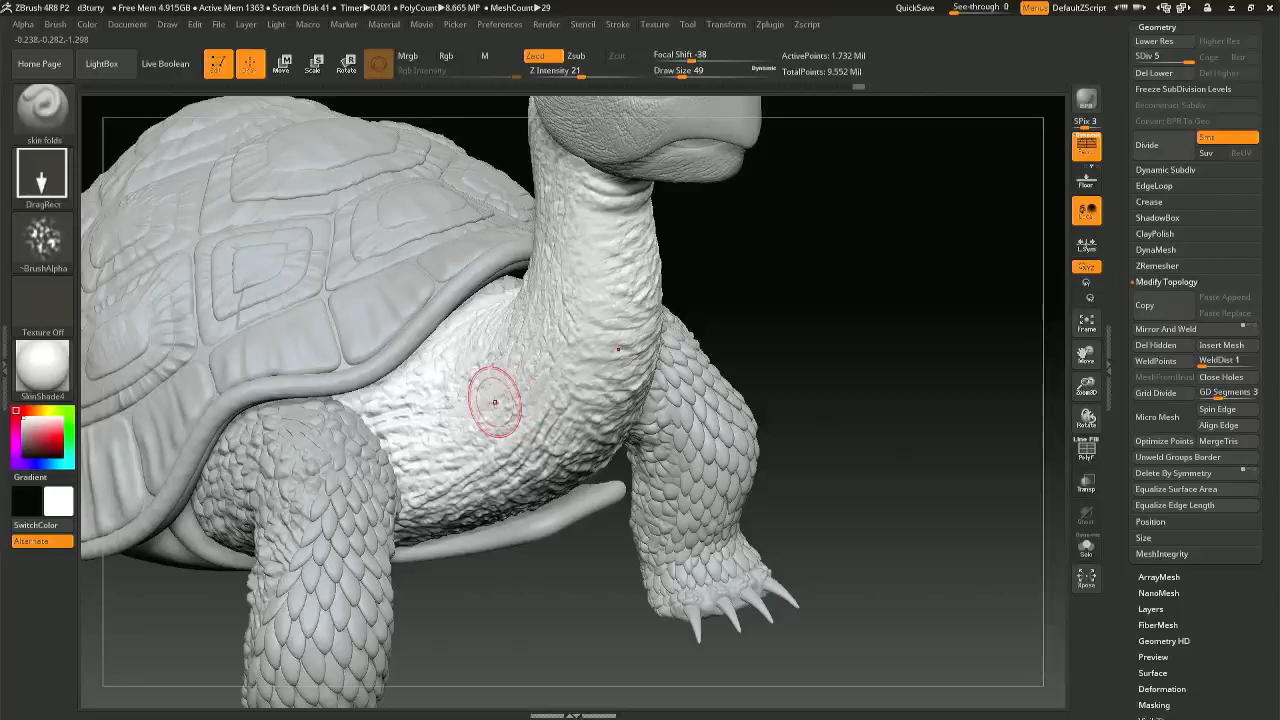 ZBrush 4R8 P2 d3turty • Free Mem 4.915GB • Active Mem 1363 • Scratch Disk 41 • Timer▶0.001 • PolyCount▶8.665 MP • MeshCount▶29
QuickSave See-through 0 Menus DefaultZScript
Alpha Brush Color Document Draw Edit File Layer Light Macro Marker Material Movie Picker Preferences Render Stencil Stroke Texture Tool Transform Zplugin Zscript
-0.238,-0.282,-1.298
Home Page LightBox Live Boolean
Edit Draw Move Scale Rotate
Mrgb Rgb M
Rgb Intensity
Zadd Zsub Zcut
Z Intensity 21
Focal Shift -38
Draw Size 49 Dynamic
ActivePoints: 1.732 Mil
TotalPoints: 9.552 Mil
skin folds
DragRect
~BrushAlpha
Texture Off
SkinShade4
Gradient
SwitchColor
Alternate
BPR
SPix 3
Dynamic
Persp
Floor
Local
L.Sym
Frame
Move
Zoom3D
Rotate
Line Fill
PolyF
Transp
Ghost
Dynamic
Solo
Xpose
Geometry
Lower Res Higher Res
SDiv 5 Cage Rstr
Del Lower Del Higher
Freeze SubDivision Levels
Reconstruct Subdiv
Convert BPR To Geo
Divide Smt
Suv ReUV
Dynamic Subdiv
EdgeLoop
Crease
ShadowBox
ClayPolish
DynaMesh
ZRemesher
Modify Topology
Copy Paste Append
Paste Replace
Mirror And Weld
Del Hidden Insert Mesh
WeldPoints WeldDist 1
MeshFromBrush Close Holes
Grid Divide GD Segments 3
Micro Mesh Spin Edge
Align Edge
Optimize Points MergeTris
Unweld Groups Border
Delete By Symmetry
Equalize Surface Area
Equalize Edge Length
Position
Size
MeshIntegrity
ArrayMesh
NanoMesh
Layers
FiberMesh
Geometry HD
Preview
Surface
Deformation
Masking